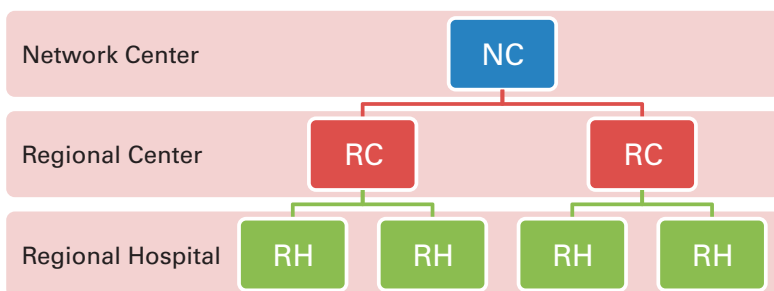 Network Center NC
Regional Center RC RC
Regional Hospital RH RH RH RH